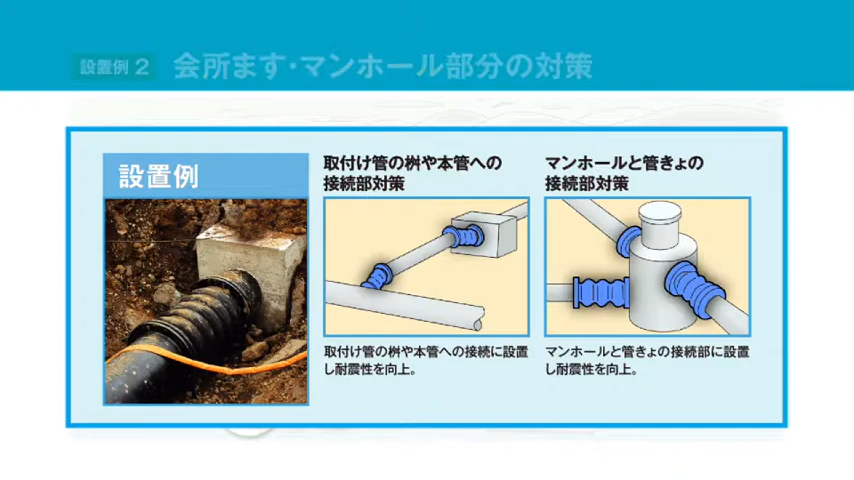 設置例 2
会所ます・マンホール部分の対策
設置例
取付け管の桝や本管への
接続部対策
取付け管の桝や本管への接続に設置
し耐震性を向上。
マンホールと管きょの
接続部対策
マンホールと管きょの接続部に設置
し耐震性を向上。